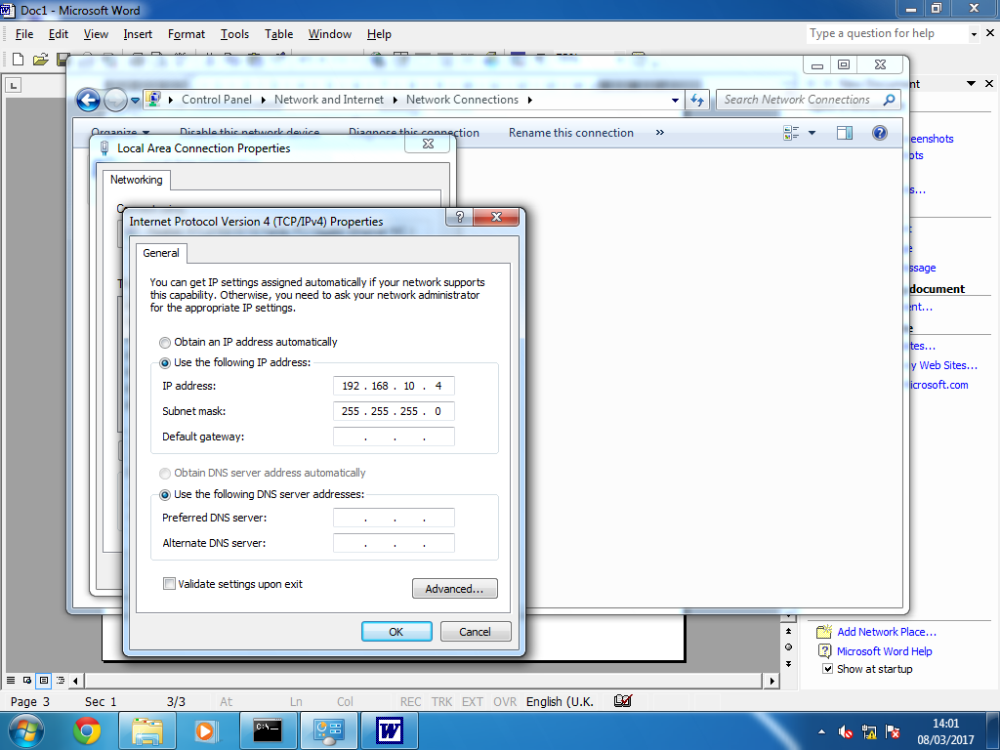 Doc1 - Microsoft Word
File Edit View Insert Format Tools Table Window Help
Type a question for help
Control Panel Network and Internet Network Connections
Search Network Connections
Organize Disable this network device Diagnose this connection Rename this connection »
Local Area Connection Properties
Networking
Internet Protocol Version 4 (TCP/IPv4) Properties
General
You can get IP settings assigned automatically if your network supports
this capability. Otherwise, you need to ask your network administrator
for the appropriate IP settings.
Obtain an IP address automatically
Use the following IP address:
IP address: 192 . 168 . 10 . 4
Subnet mask: 255 . 255 . 255 . 0
Default gateway: . . .
Obtain DNS server address automatically
Use the following DNS server addresses:
Preferred DNS server: . . .
Alternate DNS server: . . .
Validate settings upon exit
Advanced...
OK Cancel
eenshots
ots
s...
ssage
document
ent...
ites...
y Web Sites...
icrosoft.com
Add Network Place...
Microsoft Word Help
Show at startup
Page 3 Sec 1 3/3 At Ln Col REC TRK EXT OVR English (U.K.
14:01
08/03/2017